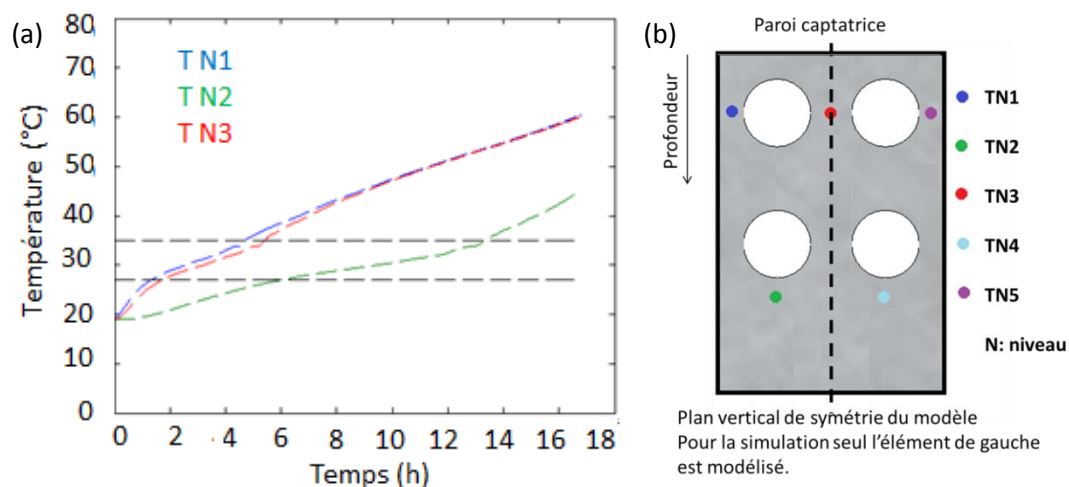 (a)
80
70
60
50
40
30
20
10
0
Température (°C)
T N1
T N2
T N3
0 2 4 6 8 10 12 14 16 18
Temps (h)
(b)
Paroi captatrice
Profondeur
TN1
TN2
TN3
TN4
TN5
N: niveau
Plan vertical de symétrie du modèle
Pour la simulation seul l'élément de gauche
est modélisé.